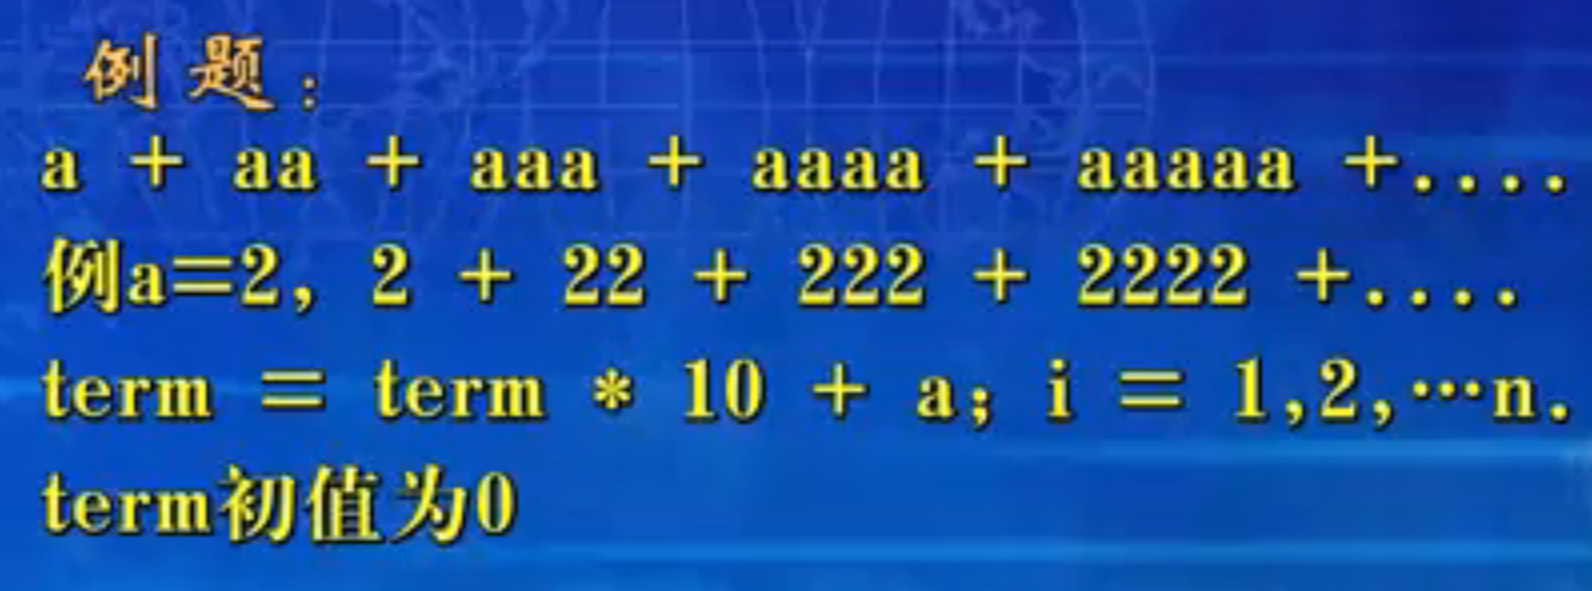 例题：
a + aa + aaa + aaaa + aaaaa +....
例a=2, 2 + 22 + 222 + 2222 +....
term = term * 10 + a; i = 1,2,…n.
term初值为0